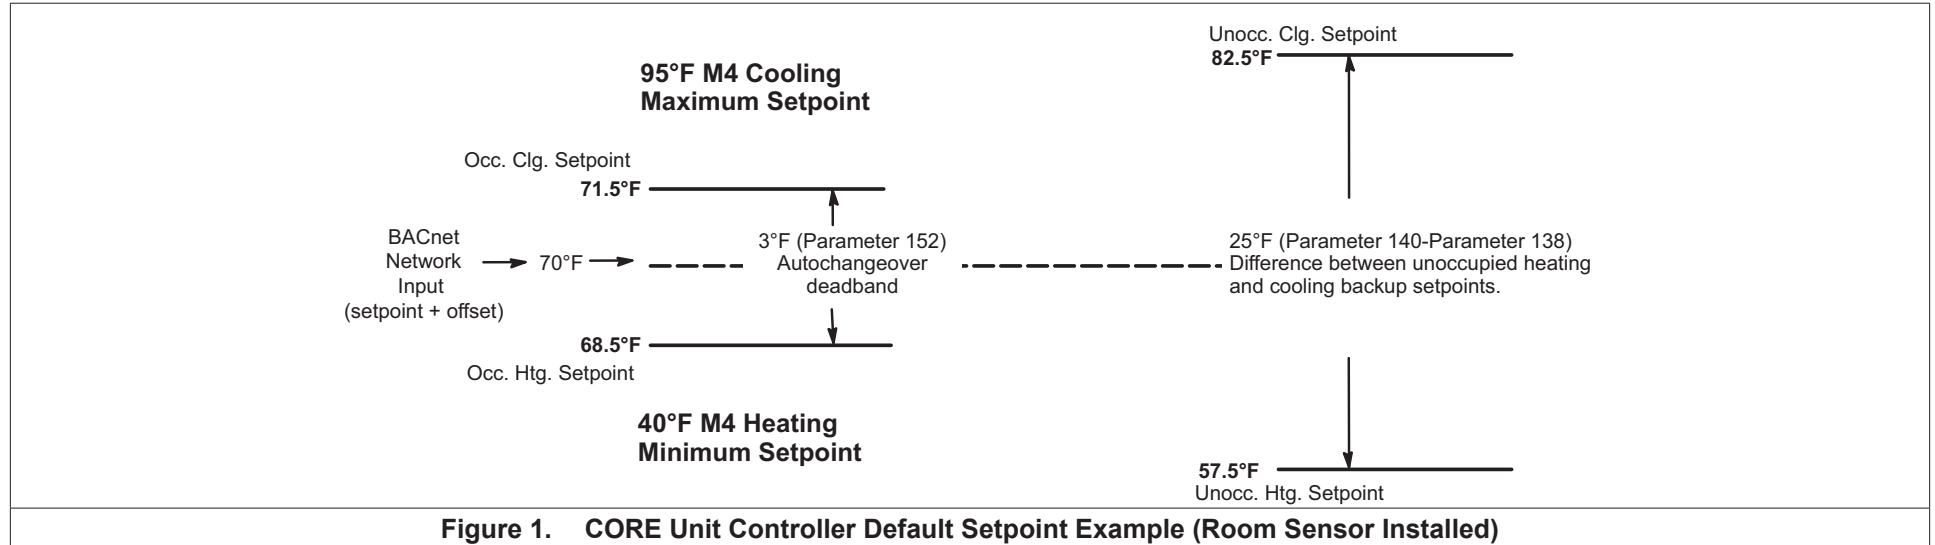 Unocc. Clg. Setpoint
82.5°F
95°F M4 Cooling
Maximum Setpoint
Occ. Clg. Setpoint
71.5°F
BACnet
Network
Input
(setpoint + offset)
70°F
3°F (Parameter 152)
Autochangeover
deadband
25°F (Parameter 140-Parameter 138)
Difference between unoccupied heating
and cooling backup setpoints.
68.5°F
Occ. Htg. Setpoint
40°F M4 Heating
Minimum Setpoint
57.5°F
Unocc. Htg. Setpoint
Figure 1. CORE Unit Controller Default Setpoint Example (Room Sensor Installed)